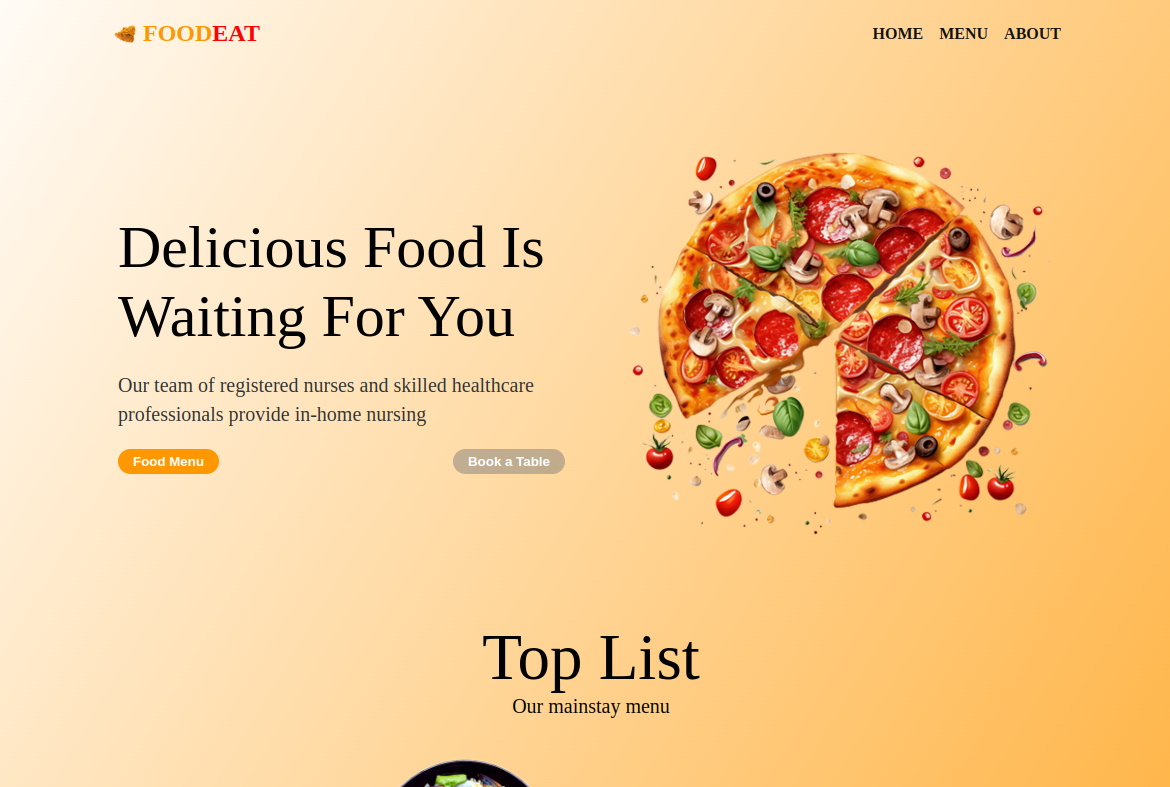 FOODEAT
HOME MENU ABOUT
Delicious Food Is
Waiting For You
Our team of registered nurses and skilled healthcare
professionals provide in-home nursing
Food Menu
Book a Table
Top List
Our mainstay menu